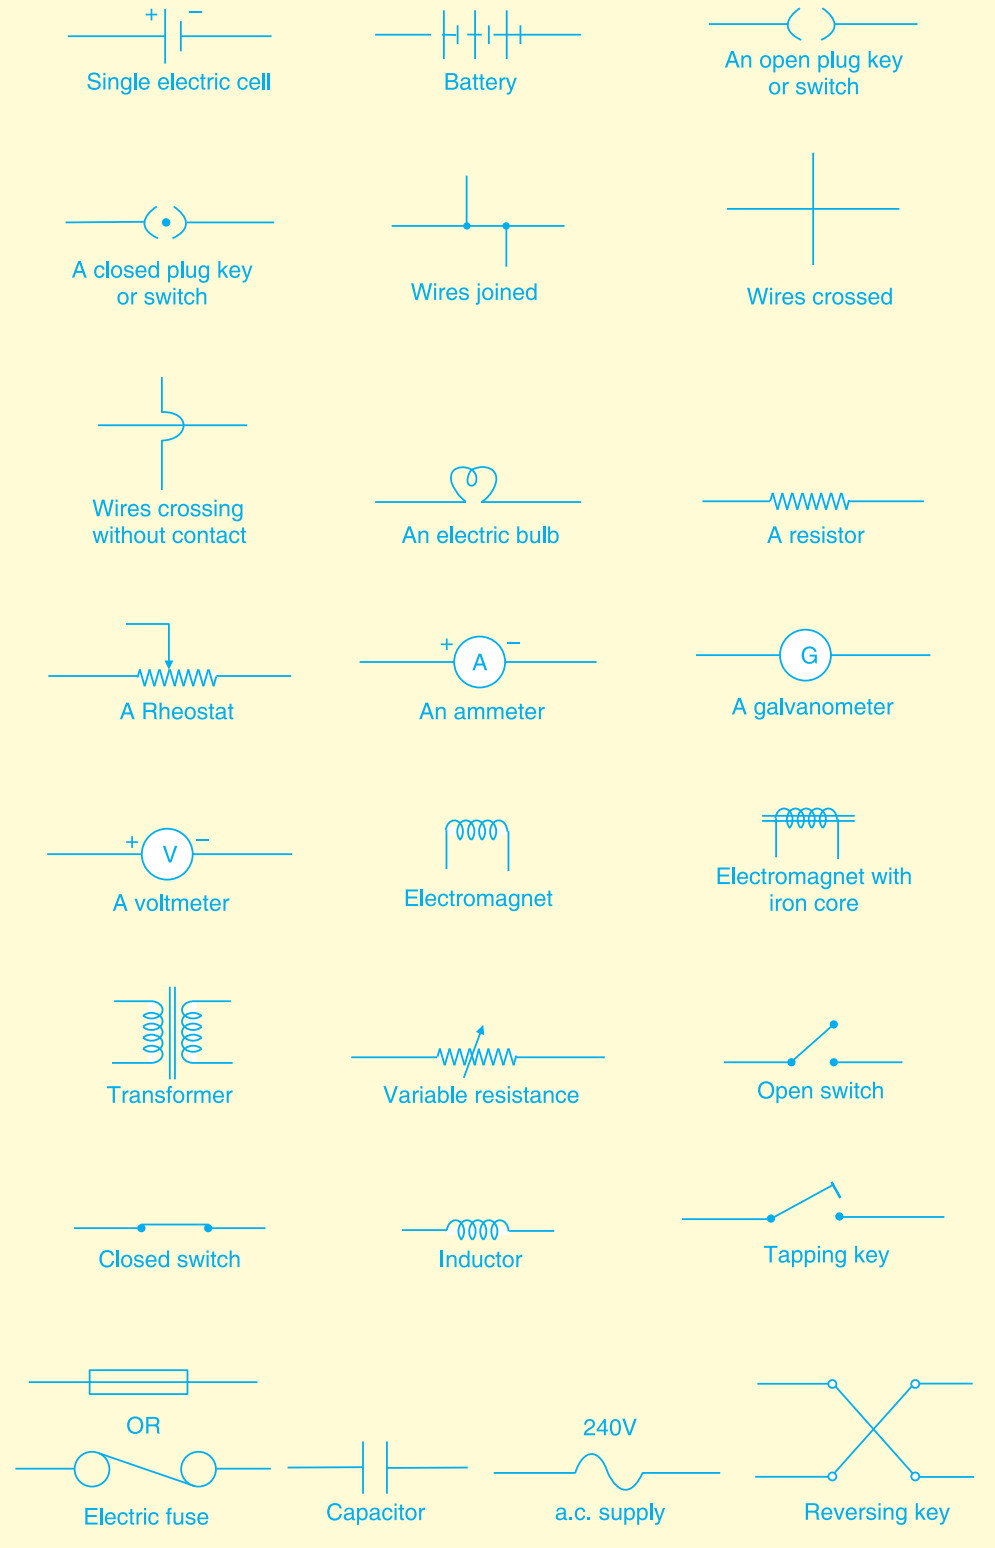 + −
Single electric cell
Battery
An open plug key
or switch
A closed plug key
or switch
Wires joined
Wires crossed
Wires crossing
without contact
An electric bulb
A resistor
A Rheostat
+ A −
An ammeter
G
A galvanometer
+ V −
A voltmeter
Electromagnet
Electromagnet with
iron core
Transformer
Variable resistance
Open switch
Closed switch
Inductor
Tapping key
OR
Electric fuse
Capacitor
240V
a.c. supply
Reversing key